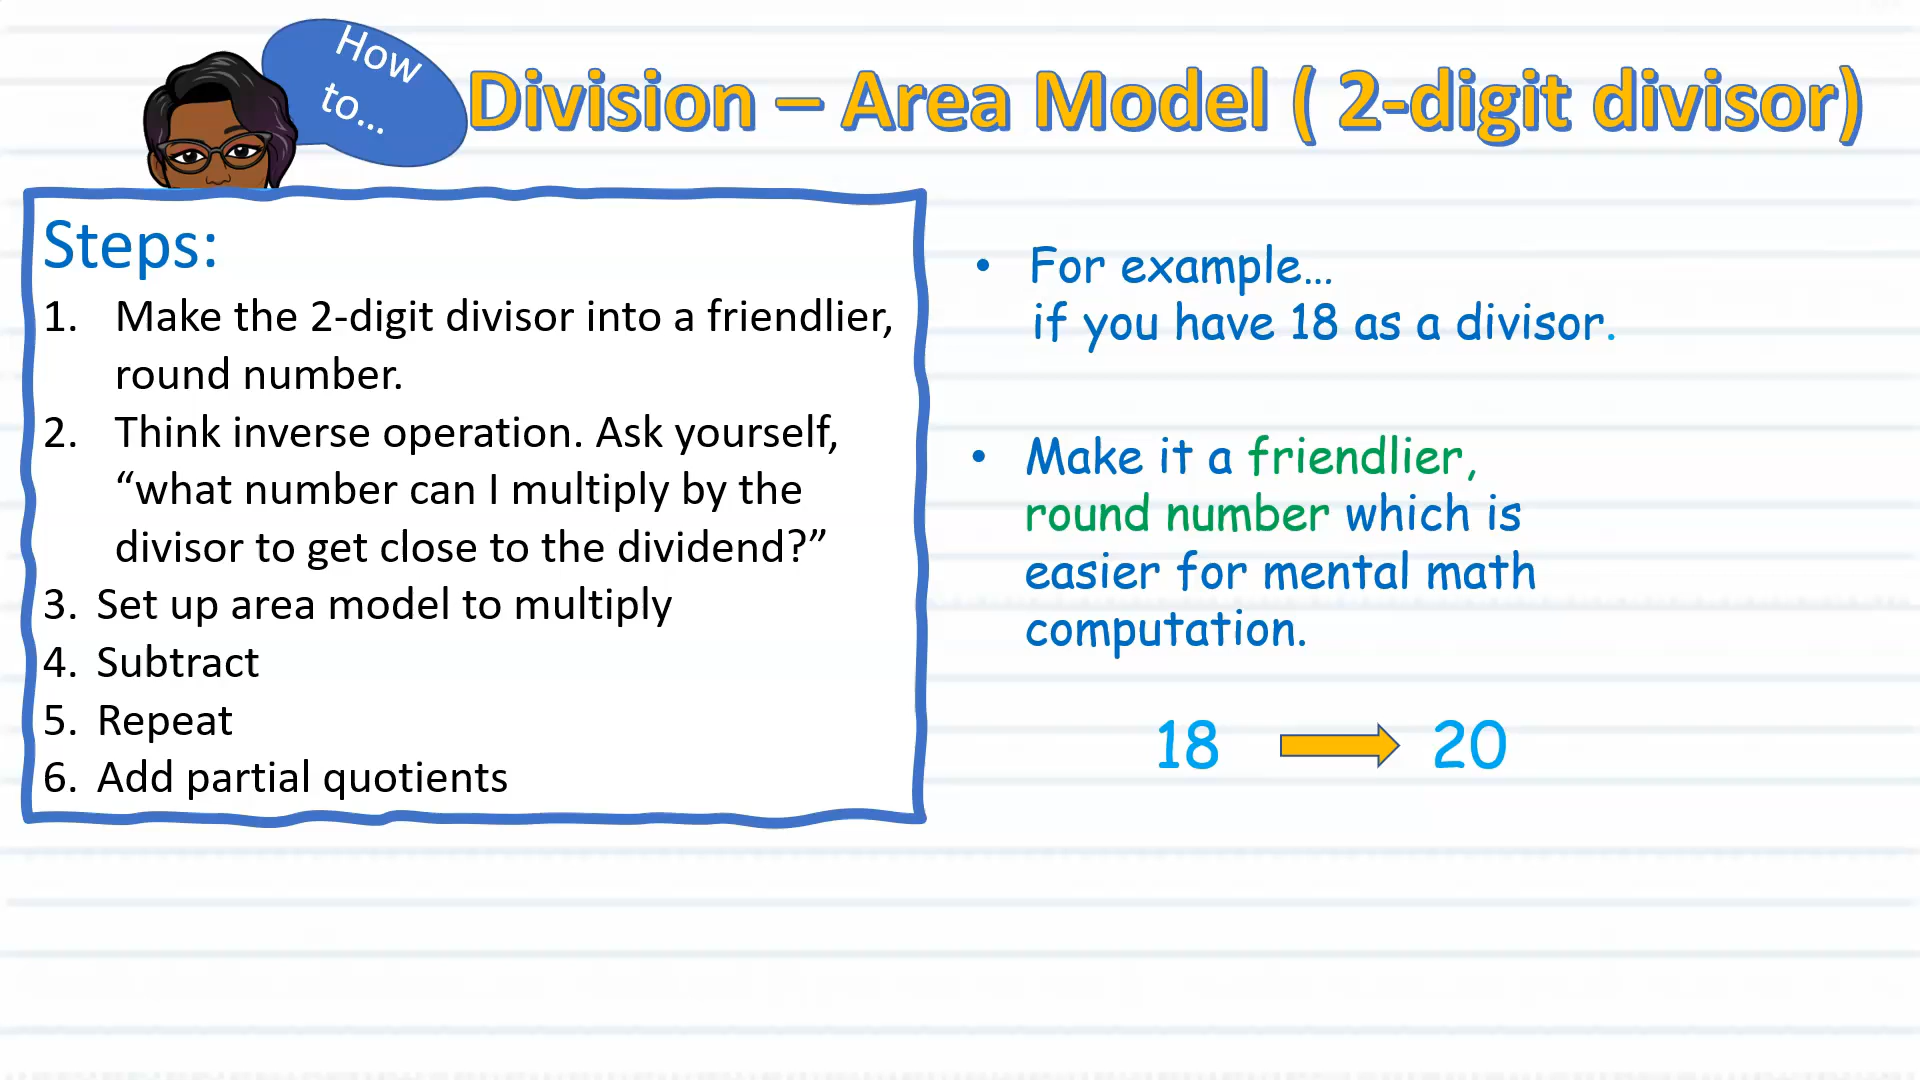 How
to...
Division – Area Model ( 2-digit divisor)
Steps:
1. Make the 2-digit divisor into a friendlier,
round number.
2. Think inverse operation. Ask yourself,
“what number can I multiply by the
divisor to get close to the dividend?”
3. Set up area model to multiply
4. Subtract
5. Repeat
6. Add partial quotients
• For example...
if you have 18 as a divisor.
• Make it a friendlier,
round number which is
easier for mental math
computation.
18 20